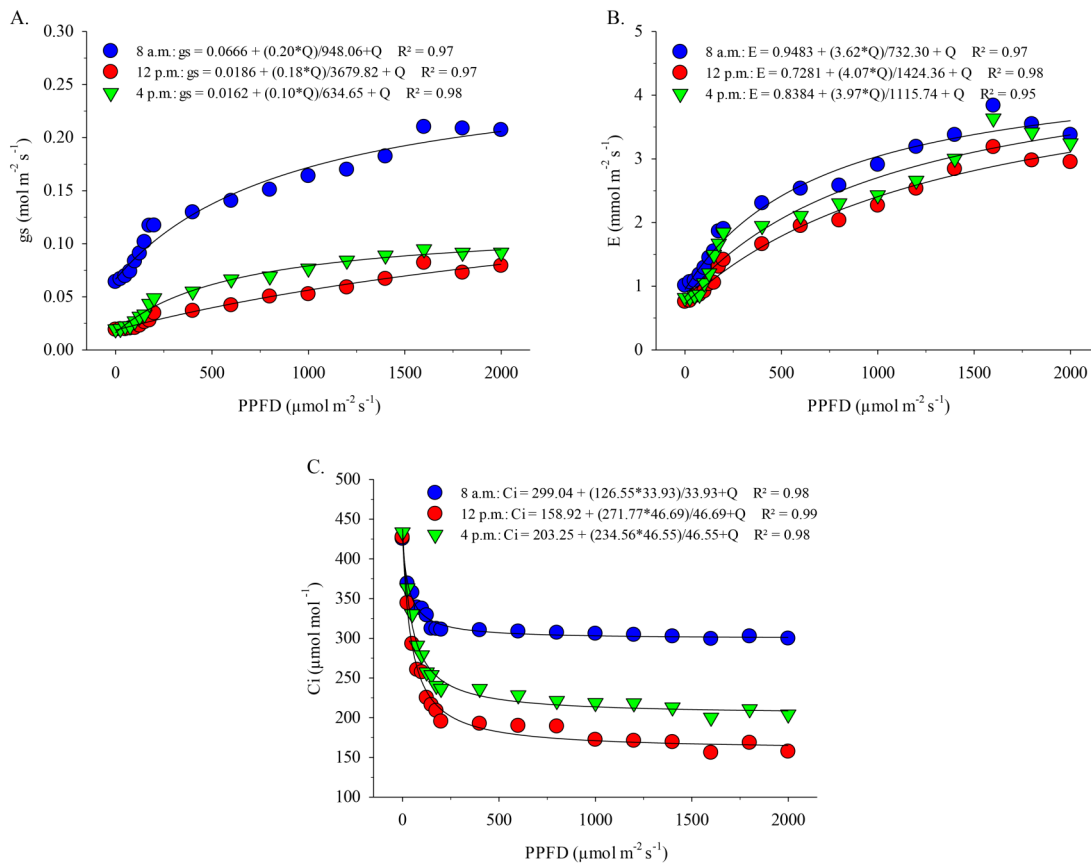 A.
8 a.m.: gs = 0.0666 + (0.20*Q)/948.06+Q R² = 0.97
12 p.m.: gs = 0.0186 + (0.18*Q)/3679.82 + Q R² = 0.97
4 p.m.: gs = 0.0162 + (0.10*Q)/634.65 + Q R² = 0.98
gs (mol m⁻² s⁻¹)
0.30
0.25
0.20
0.15
0.10
0.05
0.00
0 500 1000 1500 2000
PPFD (µmol m⁻² s⁻¹)
B.
8 a.m.: E = 0.9483 + (3.62*Q)/732.30 + Q R² = 0.97
12 p.m.: E = 0.7281 + (4.07*Q)/1424.36 + Q R² = 0.98
4 p.m.: E = 0.8384 + (3.97*Q)/1115.74 + Q R² = 0.95
E (mmol m⁻² s⁻¹)
5
4
3
2
1
0
0 500 1000 1500 2000
PPFD (µmol m⁻² s⁻¹)
C.
8 a.m.: Ci = 299.04 + (126.55*33.93)/33.93+Q R² = 0.98
12 p.m.: Ci = 158.92 + (271.77*46.69)/46.69+Q R² = 0.99
4 p.m.: Ci = 203.25 + (234.56*46.55)/46.55+Q R² = 0.98
Ci (µmol mol⁻¹)
500
450
400
350
300
250
200
150
100
0 500 1000 1500 2000
PPFD (µmol m⁻² s⁻¹)